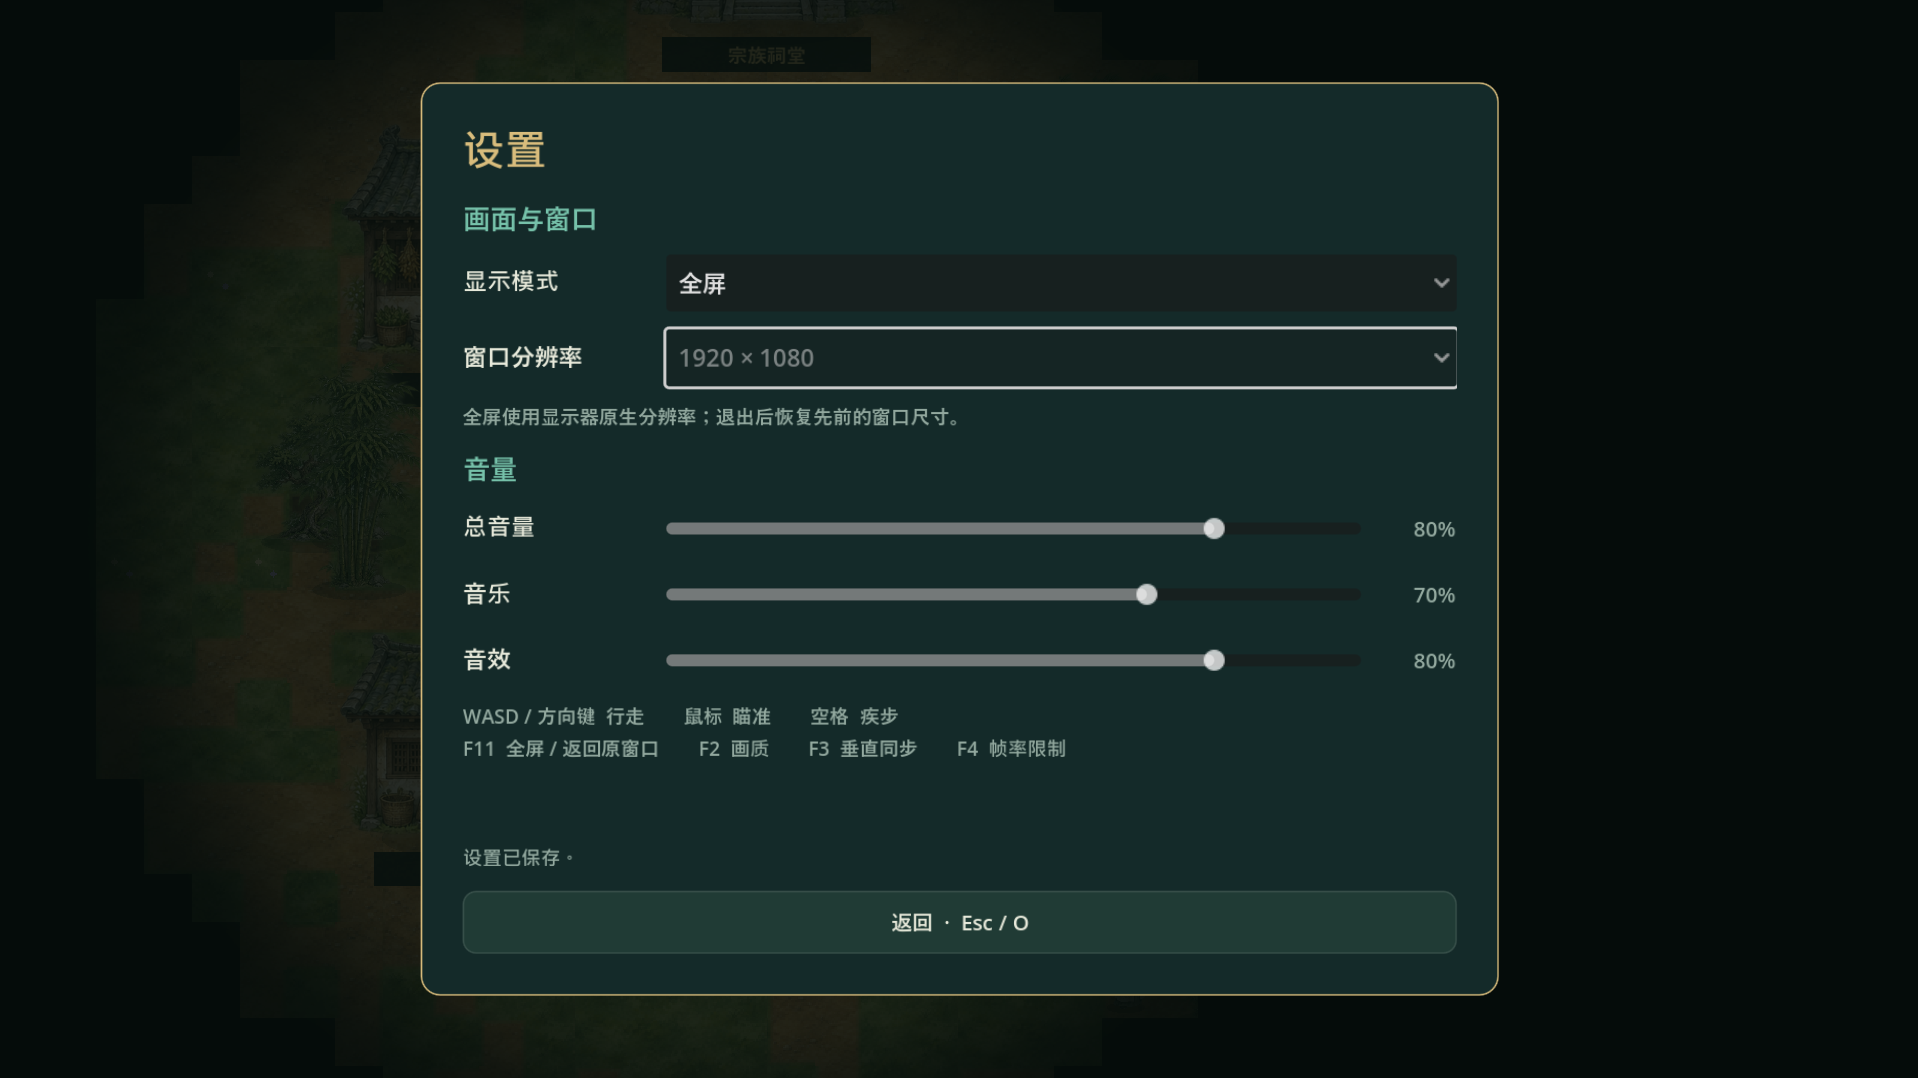 宗族祠堂
设置
画面与窗口
显示模式 全屏
窗口分辨率 1920 × 1080
全屏使用显示器原生分辨率；退出后恢复先前的窗口尺寸。
音量
总音量 80%
音乐 70%
音效 80%
WASD / 方向键 行走 鼠标 瞄准 空格 疾步
F11 全屏 / 返回原窗口 F2 画质 F3 垂直同步 F4 帧率限制
设置已保存。
返回 · Esc / O